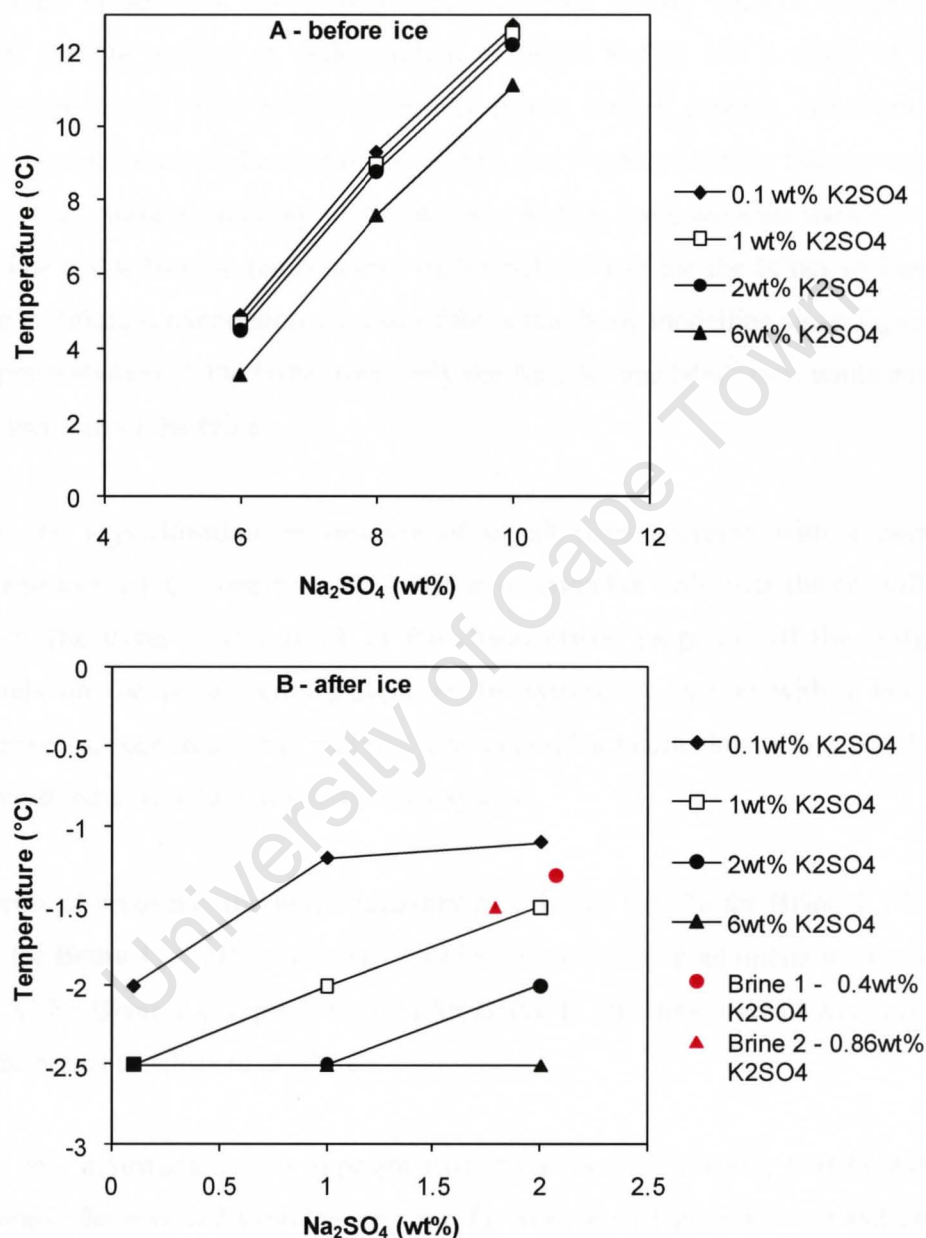 A - before ice
Temperature (°C)
12
10
8
6
4
2
0
4
6
8
10
12
Na₂SO₄ (wt%)
0.1 wt% K2SO4
1 wt% K2SO4
2wt% K2SO4
6wt% K2SO4
University of Cape Town
B - after ice
Temperature (°C)
0
-0.5
-1
-1.5
-2
-2.5
-3
0
0.5
1
1.5
2
2.5
Na₂SO₄ (wt%)
0.1wt% K2SO4
1wt% K2SO4
2wt% K2SO4
6wt% K2SO4
Brine 1 - 0.4wt%
K2SO4
Brine 2 - 0.86wt%
K2SO4